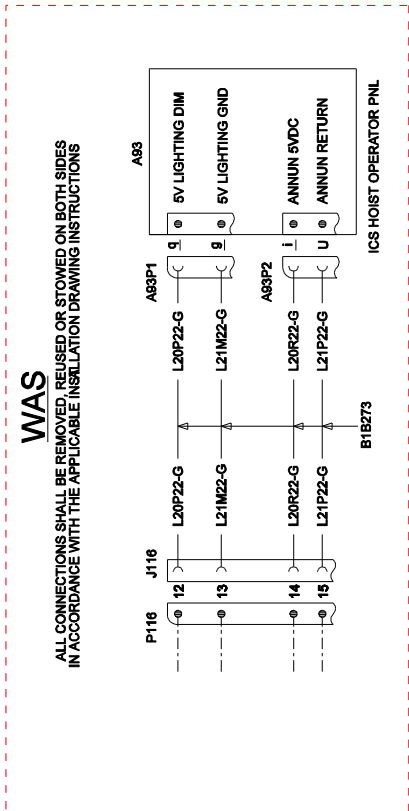 WAS
ALL CONNECTIONS SHALL BE REMOVED, REUSED OR STOWED ON BOTH SIDES
IN ACCORDANCE WITH THE APPLICABLE INSTALLATION DRAWING INSTRUCTIONS
P116
J116
A93P1
A93
12
L20P22-G
L20P22-G
q
5V LIGHTING DIM
13
L21M22-G
L21M22-G
g
5V LIGHTING GND
A93P2
14
L20R22-G
L20R22-G
i
ANNUN 5VDC
15
L21P22-G
L21P22-G
U
ANNUN RETURN
B1B273
ICS HOIST OPERATOR PNL